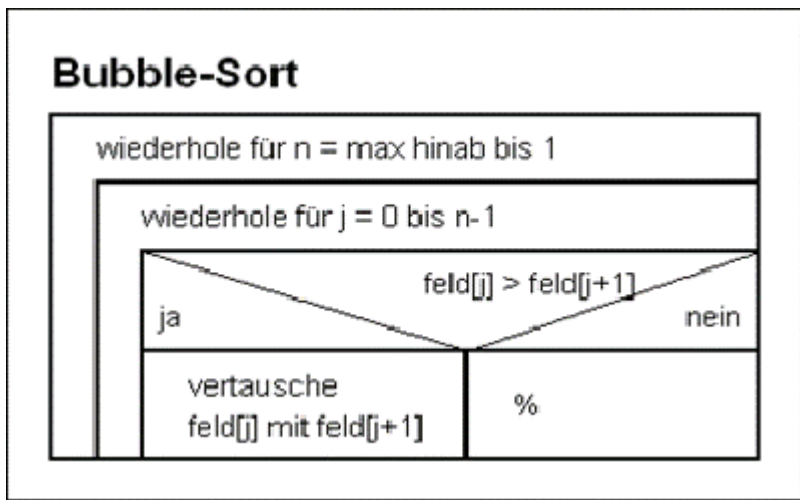 Bubble-Sort
wiederhole für n = max hinab bis 1
wiederhole für j = 0 bis n-1
feld[j] > feld[j+1]
ja
nein
vertausche
feld[j] mit feld[j+1]
%